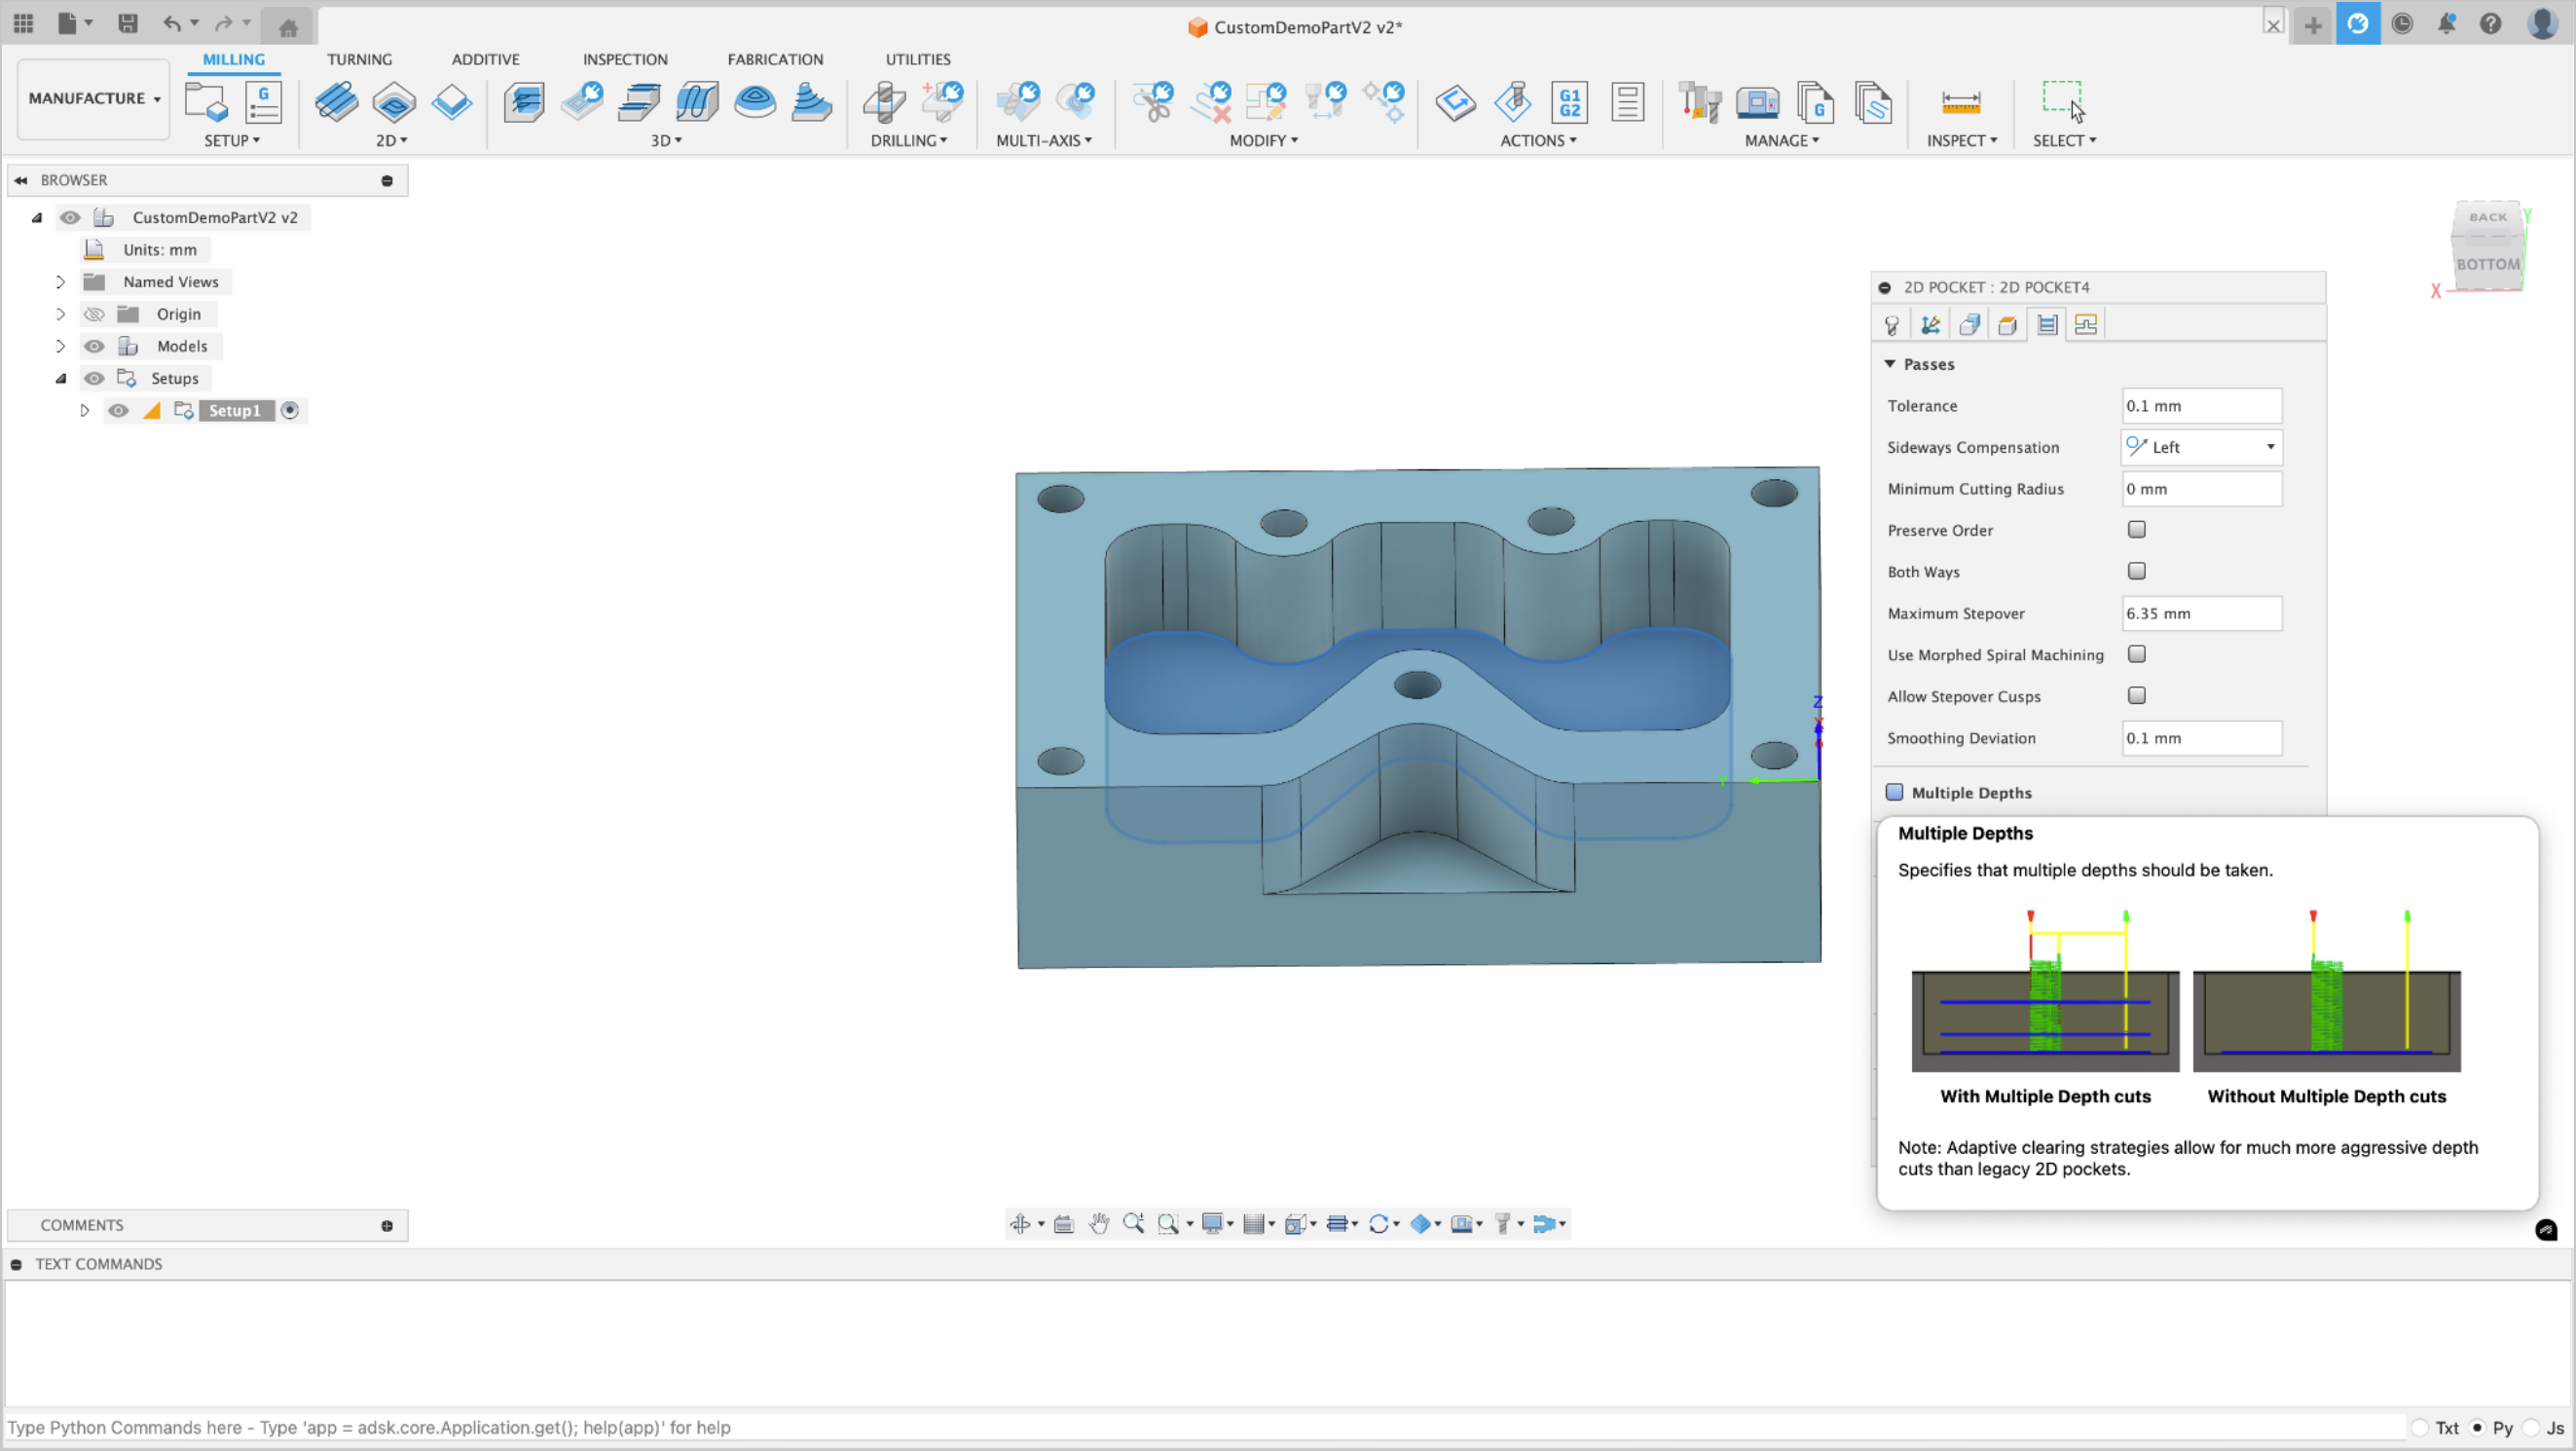 CustomDemoPartV2 v2*
MILLING
TURNING
ADDITIVE
INSPECTION
FABRICATION
UTILITIES
MANUFACTURE
G
G1
G2
G
SETUP
2D
3D
DRILLING
MULTI-AXIS
MODIFY
ACTIONS
MANAGE
INSPECT
SELECT
BROWSER
CustomDemoPartV2 v2
Units: mm
Named Views
Origin
Models
Setups
Setup1
BACK
BOTTOM
Y
X
Z
X
Y
2D POCKET : 2D POCKET4
Passes
Tolerance 0.1 mm
Sideways Compensation Left
Minimum Cutting Radius 0 mm
Preserve Order
Both Ways
Maximum Stepover 6.35 mm
Use Morphed Spiral Machining
Allow Stepover Cusps
Smoothing Deviation 0.1 mm
Multiple Depths
Multiple Depths
Specifies that multiple depths should be taken.
With Multiple Depth cuts
Without Multiple Depth cuts
Note: Adaptive clearing strategies allow for much more aggressive depth
cuts than legacy 2D pockets.
COMMENTS
TEXT COMMANDS
Type Python Commands here - Type 'app = adsk.core.Application.get(); help(app)' for help
Txt Py Js